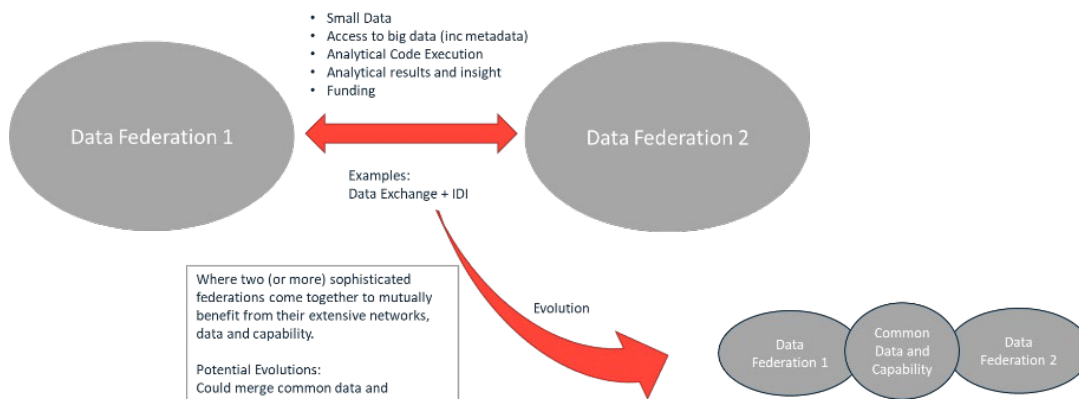 • Small Data
• Access to big data (inc metadata)
• Analytical Code Execution
• Analytical results and insight
• Funding
Data Federation 1
Data Federation 2
Examples:
Data Exchange + IDI
Where two (or more) sophisticated
federations come together to mutually
benefit from their extensive networks,
data and capability.
Potential Evolutions:
Could merge common data and
Evolution
Data
Federation 1
Common
Data and
Capability
Data
Federation 2